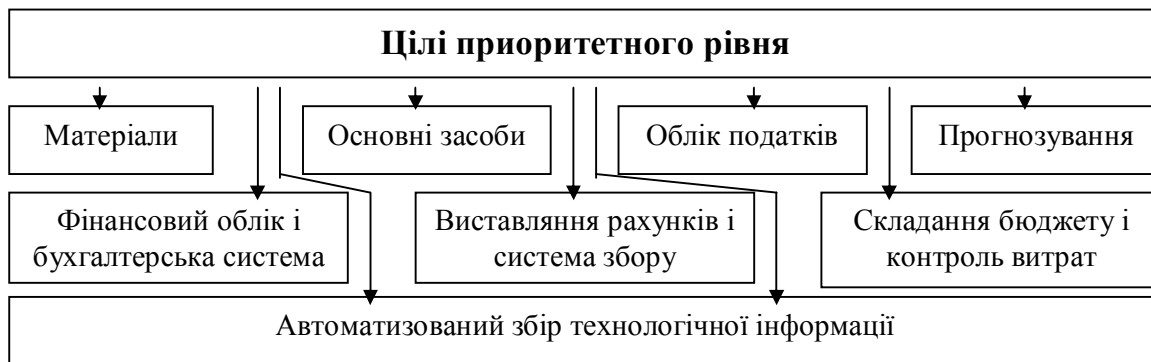 Цілі приоритетного рівня
Матеріали
Основні засоби
Облік податків
Прогнозування
Фінансовий облік і
бухгалтерська система
Виставляння рахунків і
система збору
Складання бюджету і
контроль витрат
Автоматизований збір технологічної інформації